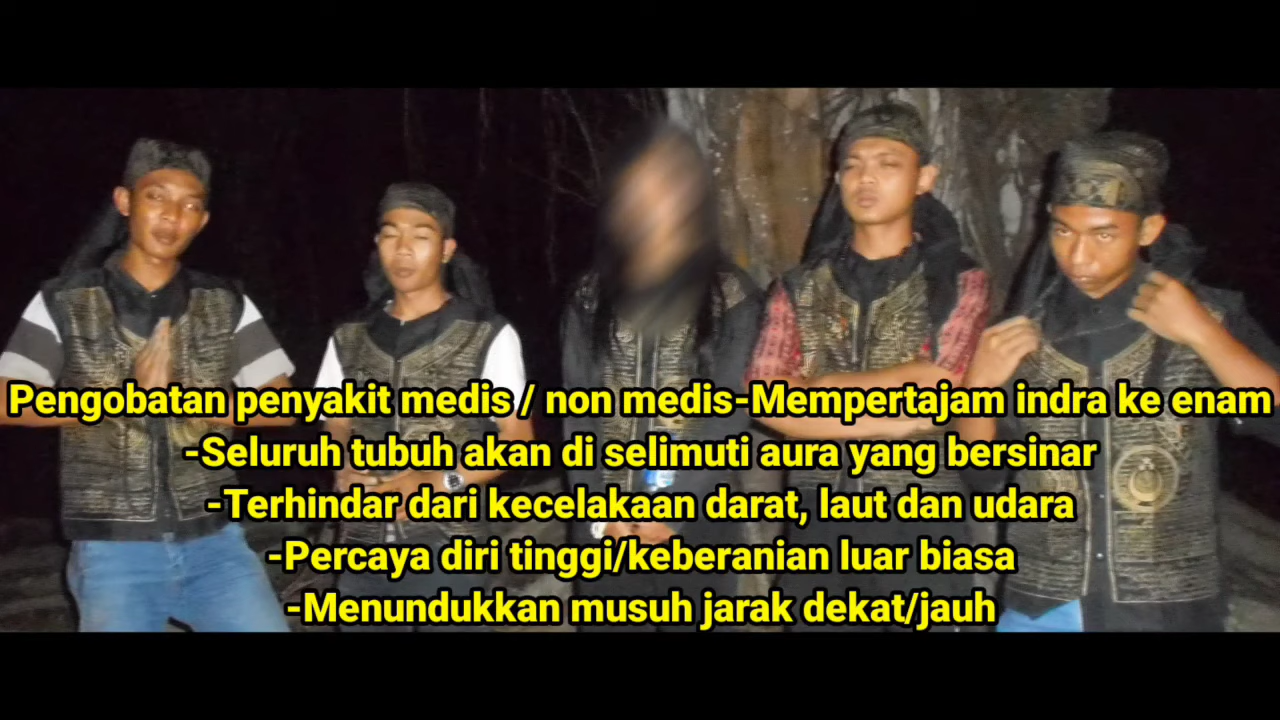 Pengobatan penyakit medis / non medis-Mempertajam indra ke enam
-Seluruh tubuh akan di selimuti aura yang bersinar
-Terhindar dari kecelakaan darat, laut dan udara
-Percaya diri tinggi/keberanian luar biasa
-Menundukkan musuh jarak dekat/jauh